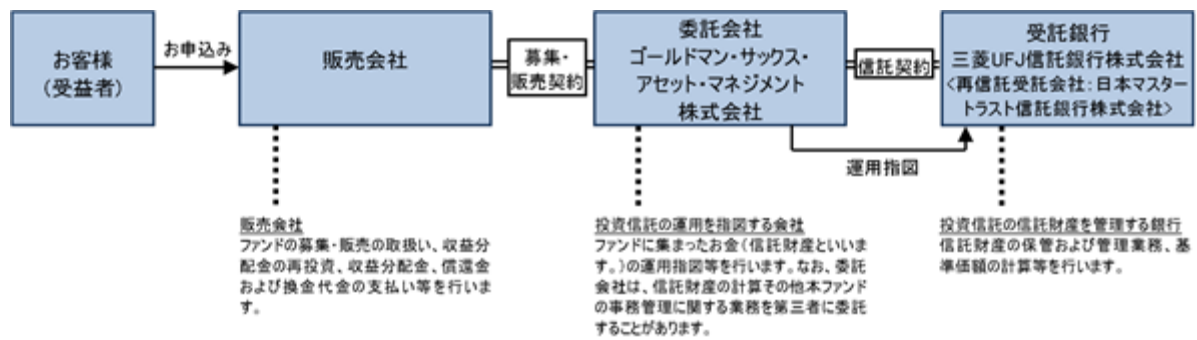 お客様
(受益者)
お申込み
販売会社
募集・
販売契約
委託会社
ゴールドマン・サックス・
アセット・マネジメント
株式会社
信託契約
受託銀行
三菱UFJ信託銀行株式会社
<再信託受託会社:日本マスター
トラスト信託銀行株式会社>
運用指図
販売会社
ファンドの募集・販売の取扱い、収益分
配金の再投資、収益分配金、償還金
および換金代金の支払い等を行いま
す。
投資信託の運用を指図する会社
ファンドに集まったお金(信託財産といいま
す。)の運用指図等を行います。なお、委託
会社は、信託財産の計算その他本ファンド
の事務管理に関する業務を第三者に委託
することがあります。
投資信託の信託財産を管理する銀行
信託財産の保管および管理業務、基
準価額の計算等を行います。